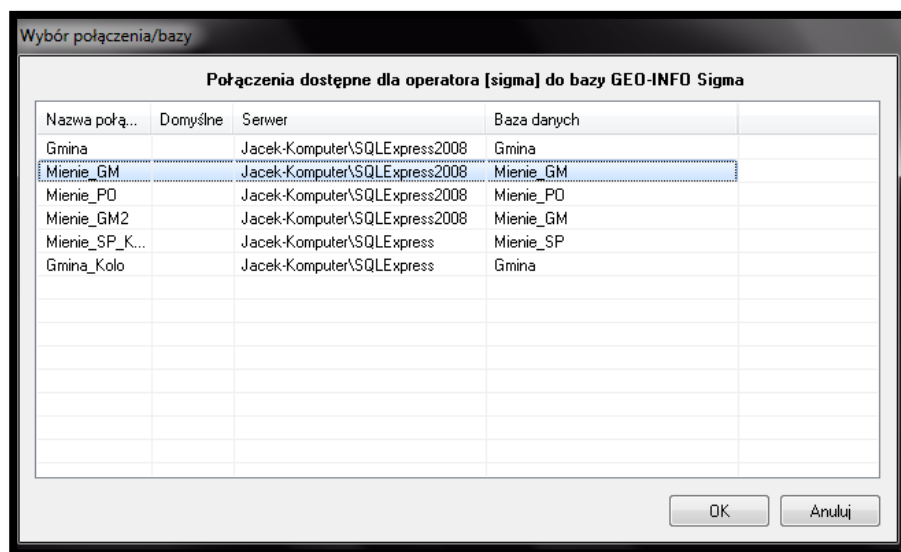 Wybór połączenia/bazy
Połączenia dostępne dla operatora [sigma] do bazy GEO-INFO Sigma
Nazwa połą... Domyślne Serwer Baza danych
Gmina Jacek-Komputer\SQLExpress2008 Gmina
Mienie_GM Jacek-Komputer\SQLExpress2008 Mienie_GM
Mienie_PO Jacek-Komputer\SQLExpress2008 Mienie_PO
Mienie_GM2 Jacek-Komputer\SQLExpress2008 Mienie_GM
Mienie_SP_K... Jacek-Komputer\SQLExpress Mienie_SP
Gmina_Kolo Jacek-Komputer\SQLExpress Gmina
OK Anuluj